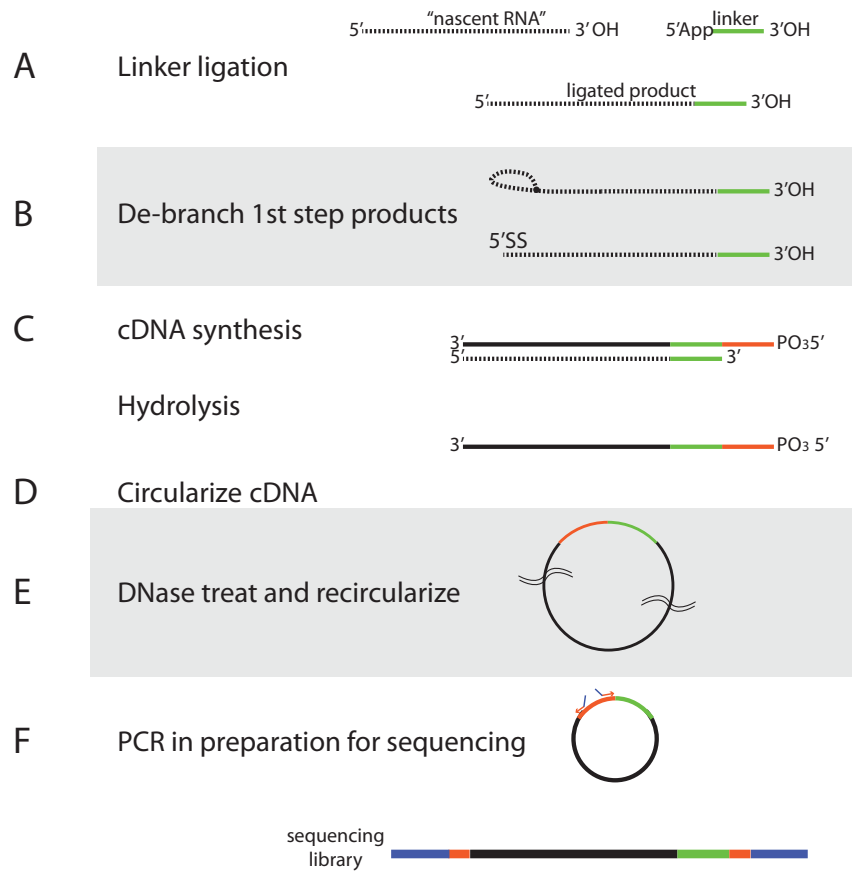 5' "nascent RNA" 3' OH 5'App linker 3'OH
A Linker ligation
5' ligated product 3'OH
B De-branch 1st step products
3'OH
5'SS
3'OH
C cDNA synthesis
3' PO3 5'
5' 3'
Hydrolysis
3' PO3 5'
D Circularize cDNA
E DNase treat and recircularize
F PCR in preparation for sequencing
sequencing
library